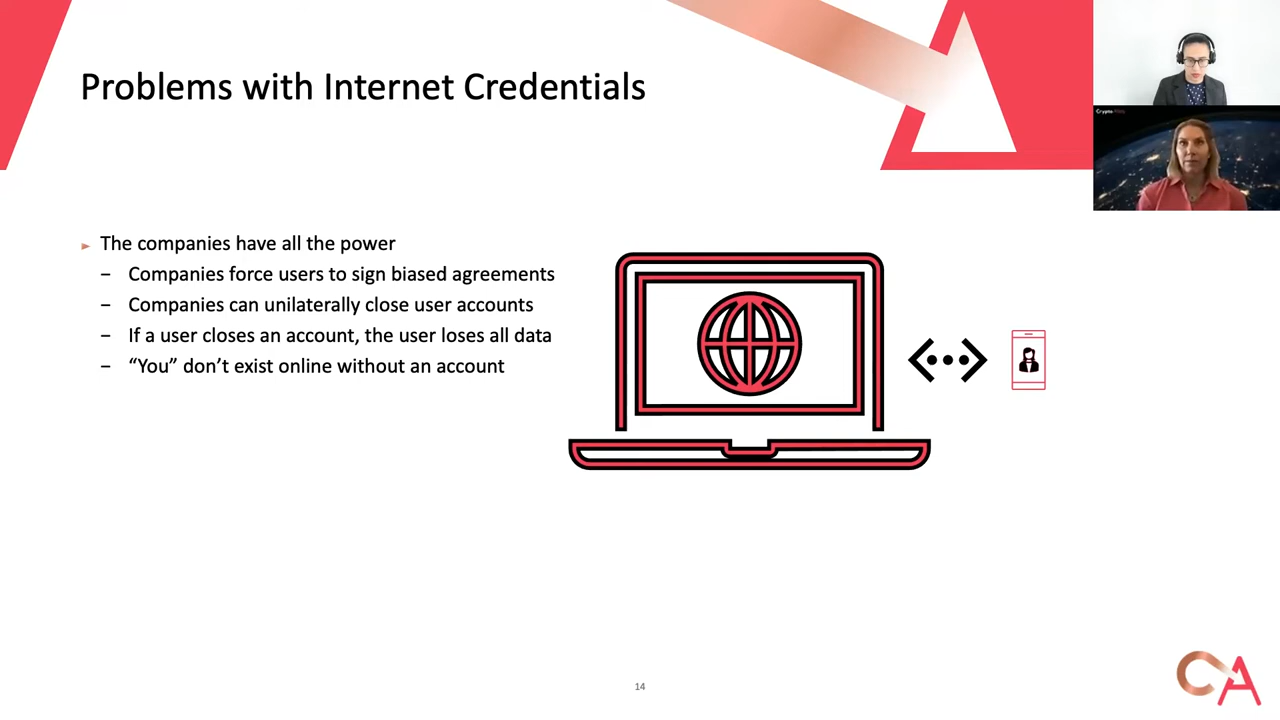 Problems with Internet Credentials
The companies have all the power
– Companies force users to sign biased agreements
– Companies can unilaterally close user accounts
– If a user closes an account, the user loses all data
– “You” don’t exist online without an account
14
CA